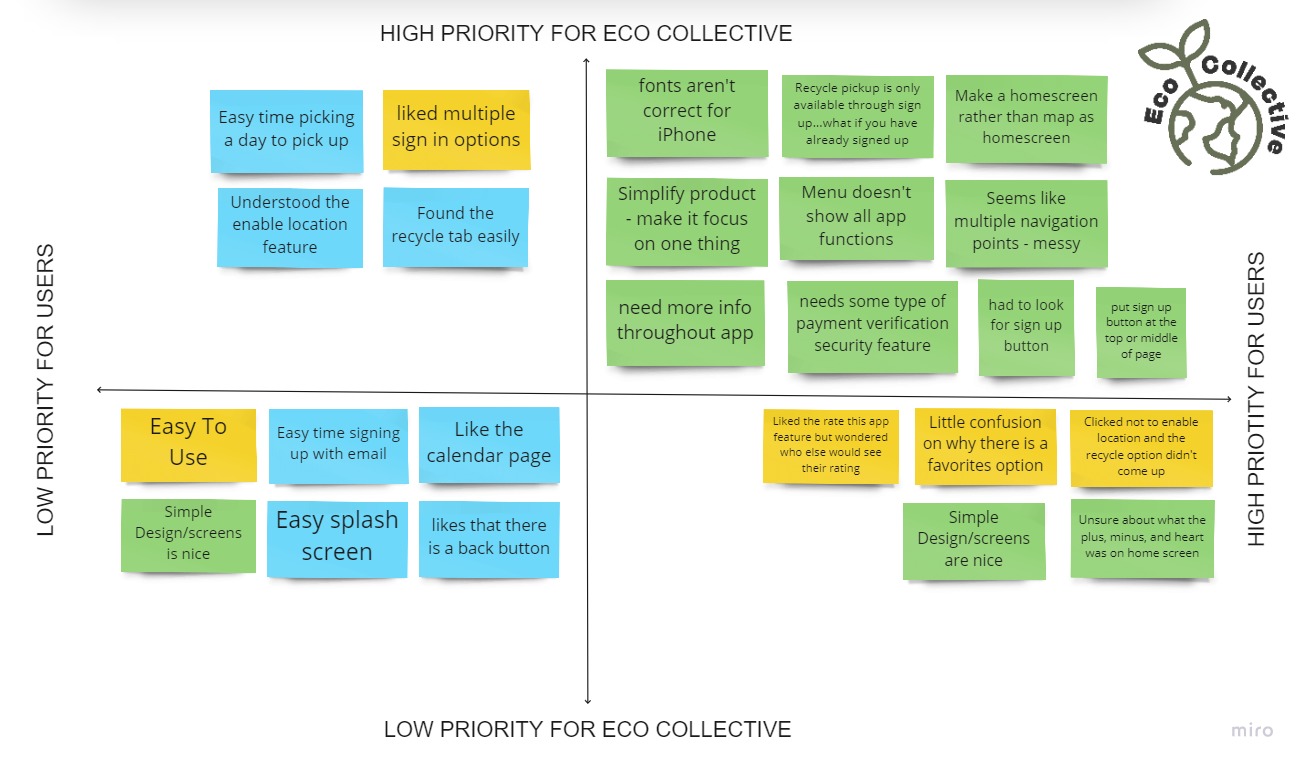 HIGH PRIORITY FOR ECO COLLECTIVE
Eco Collective
Easy time picking
a day to pick up
liked multiple
sign in options
Understood the
enable location
feature
Found the
recycle tab easily
fonts aren't
correct for
iPhone
Recycle pickup is only
available through sign
up...what if you have
already signed up
Make a homescreen
rather than map as
homescreen
Simplify product
- make it focus
on one thing
Menu doesn't
show all app
functions
Seems like
multiple navigation
points - messy
need more info
throughout app
needs some type of
payment verification
security feature
had to look
for sign up
button
put sign up
button at the
top or middle
of page
LOW PRIORITY FOR USERS
HIGH PRIOTITY FOR USERS
Easy To
Use
Easy time signing
up with email
Like the
calendar page
Simple
Design/screens
is nice
Easy splash
screen
likes that there
is a back button
Liked the rate this app
feature but wondered
who else would see
their rating
Little confusion
on why there is a
favorites option
Clicked not to enable
location and the
recycle option didn't
come up
Simple
Design/screens
are nice
Unsure about what the
plus, minus, and heart
was on home screen
LOW PRIORITY FOR ECO COLLECTIVE
miro